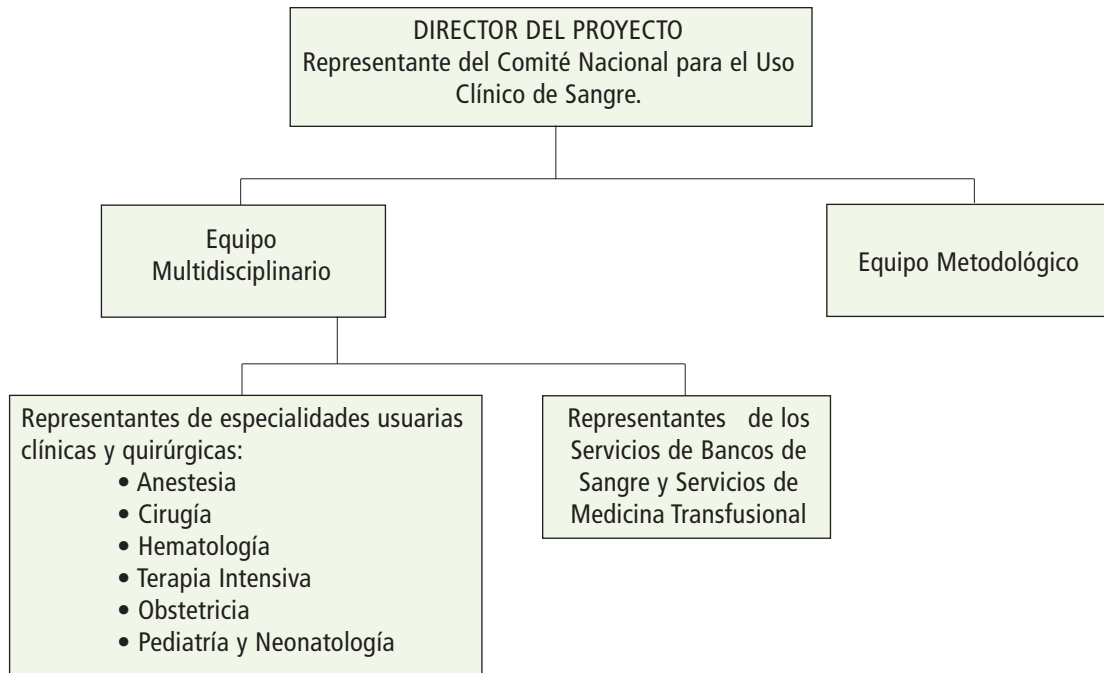 DIRECTOR DEL PROYECTO
Representante del Comité Nacional para el Uso
Clínico de Sangre.
Equipo
Multidisciplinario
Equipo Metodológico
Representantes de especialidades usuarias
clínicas y quirúrgicas:
• Anestesia
• Cirugía
• Hematología
• Terapia Intensiva
• Obstetricia
• Pediatría y Neonatología
Representantes de los
Servicios de Bancos de
Sangre y Servicios de
Medicina Transfusional